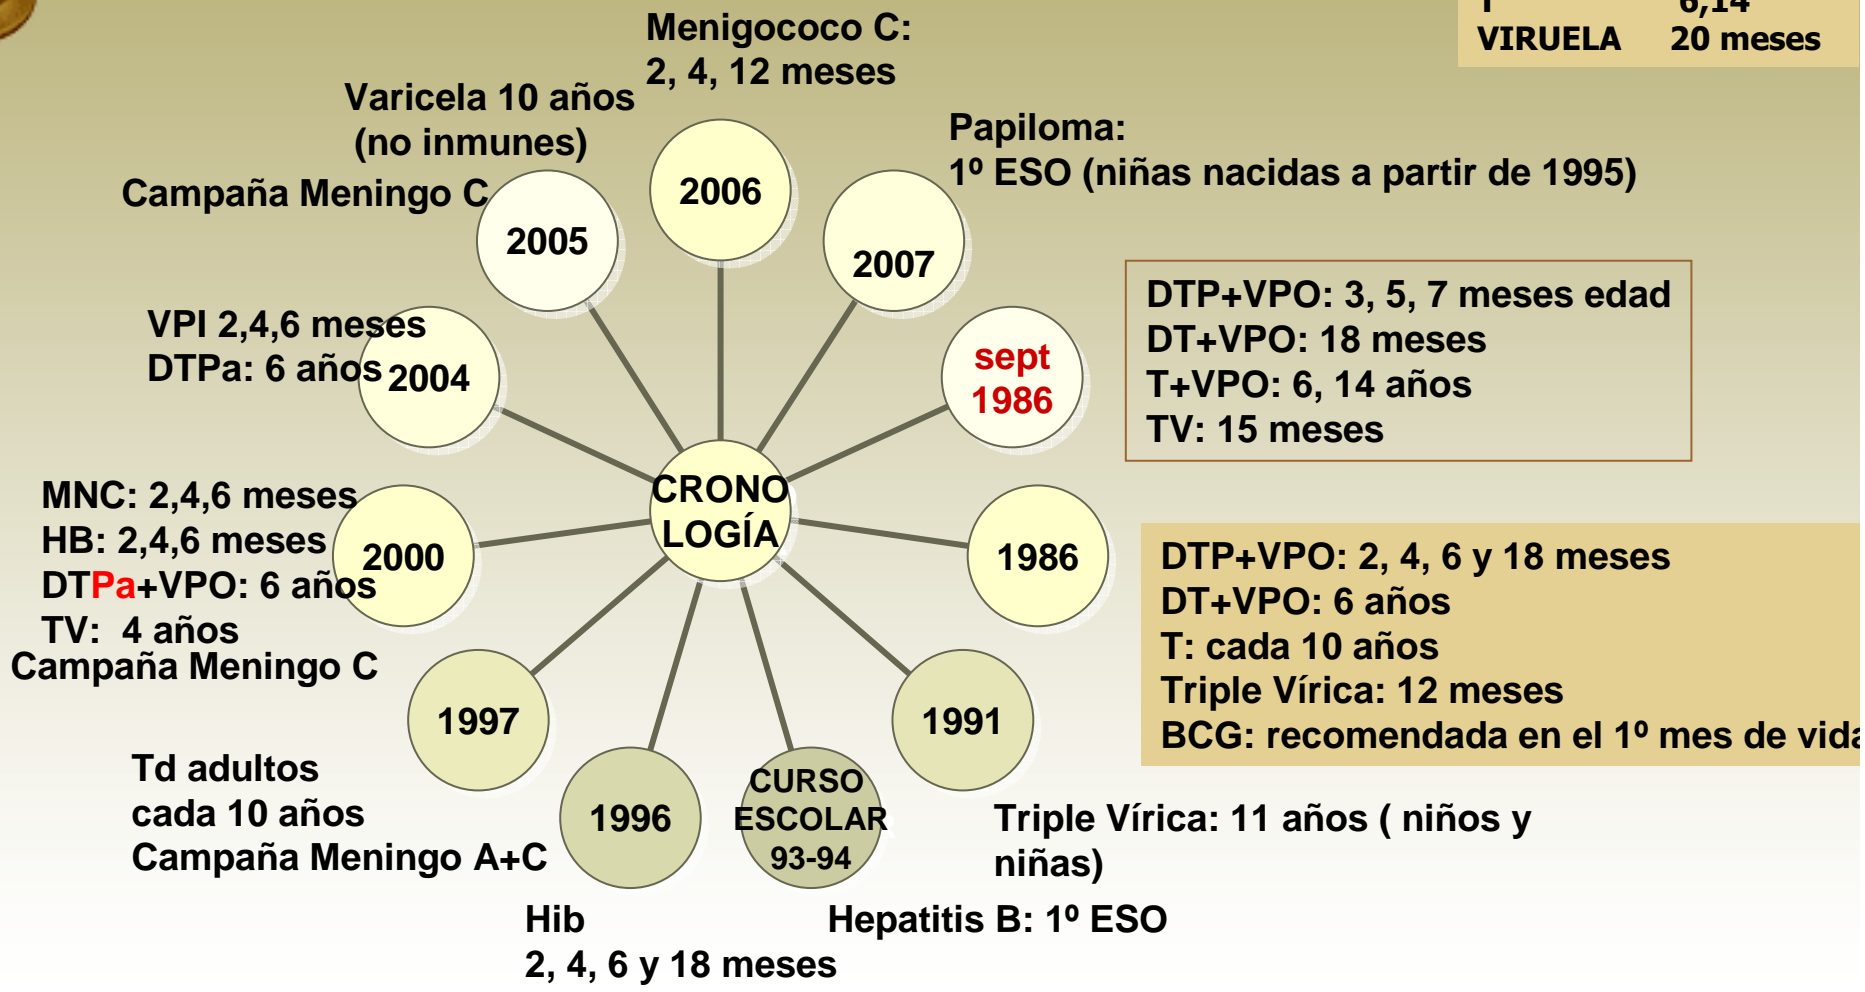 6,14
VIRUELA 20 meses
Menigococo C:
2, 4, 12 meses
Varicela 10 años
(no inmunes)
Campaña Meningo C
2005
2006
Papiloma:
1º ESO (niñas nacidas a partir de 1995)
2007
VPI 2,4,6 meses
DTPa: 6 años
2004
sept
1986
DTP+VPO: 3, 5, 7 meses edad
DT+VPO: 18 meses
T+VPO: 6, 14 años
TV: 15 meses
CRONO
LOGÍA
MNC: 2,4,6 meses
HB: 2,4,6 meses
DTPa+VPO: 6 años
TV: 4 años
Campaña Meningo C
2000
1986
DTP+VPO: 2, 4, 6 y 18 meses
DT+VPO: 6 años
T: cada 10 años
Triple Vírica: 12 meses
BCG: recomendada en el 1º mes de vida
1997
Td adultos
cada 10 años
Campaña Meningo A+C
1996
Hib
2, 4, 6 y 18 meses
CURSO
ESCOLAR
93-94
Hepatitis B: 1º ESO
1991
Triple Vírica: 11 años ( niños y
niñas)